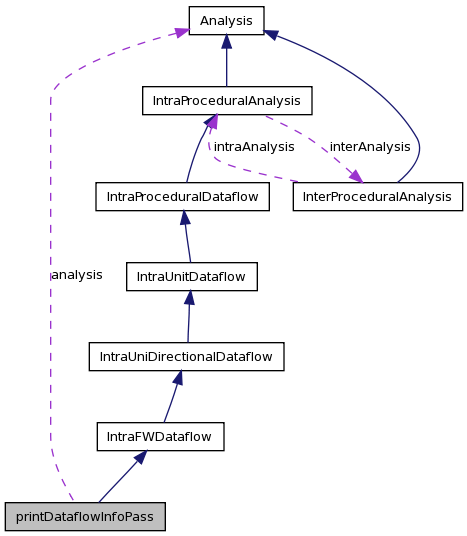 Analysis
IntraProceduralAnalysis
intraAnalysis
interAnalysis
IntraProceduralDataflow
InterProceduralAnalysis
analysis
IntraUnitDataflow
IntraUniDirectionalDataflow
IntraFWDataflow
printDataflowInfoPass